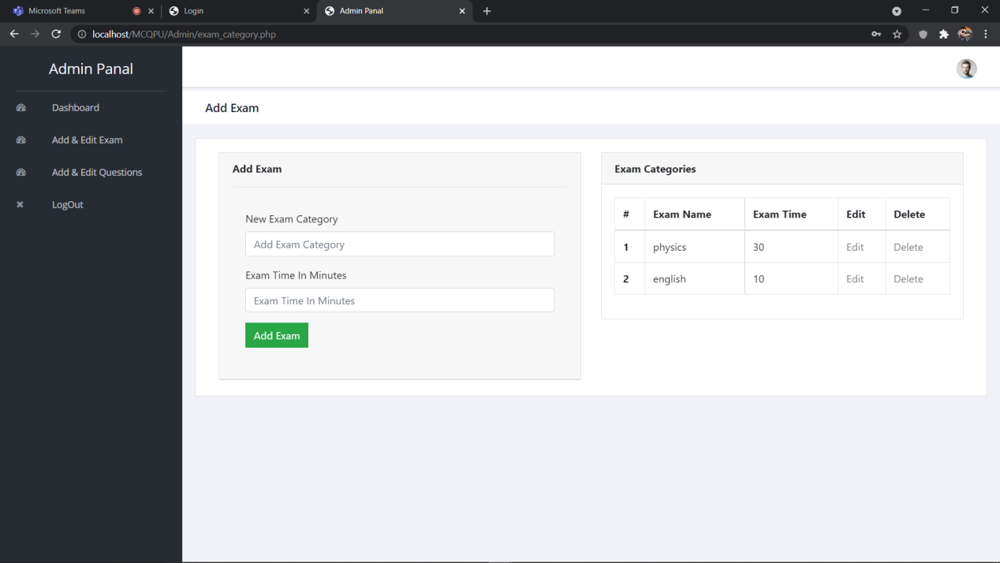 Microsoft Teams
Login
Admin Panal
localhost/MCQPU/Admin/exam_category.php
Admin Panal
Dashboard
Add & Edit Exam
Add & Edit Questions
LogOut
Add Exam
Add Exam
New Exam Category
Add Exam Category
Exam Time In Minutes
Exam Time In Minutes
Add Exam
Exam Categories
# Exam Name Exam Time Edit Delete
1 physics 30 Edit Delete
2 english 10 Edit Delete